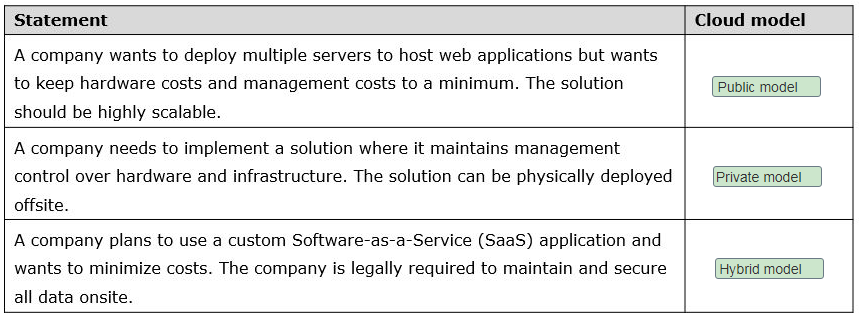 Statement Cloud model
A company wants to deploy multiple servers to host web applications but wants
to keep hardware costs and management costs to a minimum. The solution
should be highly scalable.
Public model
A company needs to implement a solution where it maintains management
control over hardware and infrastructure. The solution can be physically deployed
offsite.
Private model
A company plans to use a custom Software-as-a-Service (SaaS) application and
wants to minimize costs. The company is legally required to maintain and secure
all data onsite.
Hybrid model